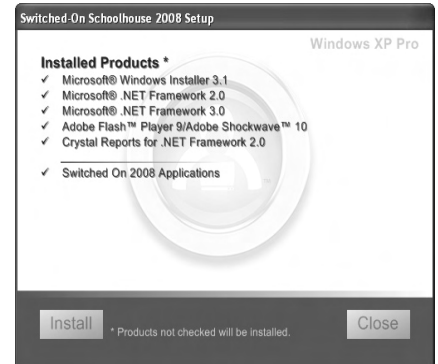 Switched-On Schoolhouse 2008 Setup
Windows XP Pro
Installed Products *
✓ Microsoft® Windows Installer 3.1
✓ Microsoft® .NET Framework 2.0
✓ Microsoft® .NET Framework 3.0
✓ Adobe Flash™ Player 9/Adobe Shockwave™ 10
✓ Crystal Reports for .NET Framework 2.0
✓ Switched On 2008 Applications
Install
* Products not checked will be installed.
Close